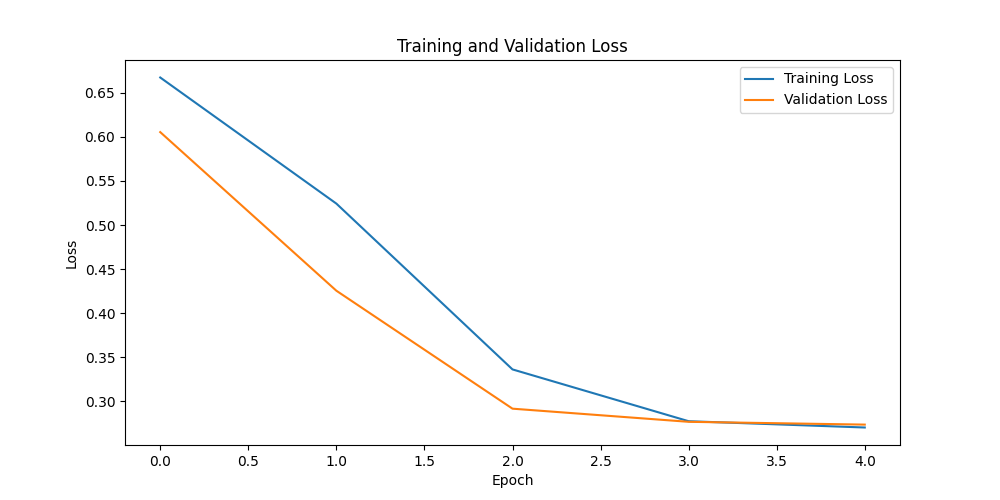 Training and Validation Loss
Training Loss
Validation Loss
Loss
0.65
0.60
0.55
0.50
0.45
0.40
0.35
0.30
0.0 0.5 1.0 1.5 2.0 2.5 3.0 3.5 4.0
Epoch